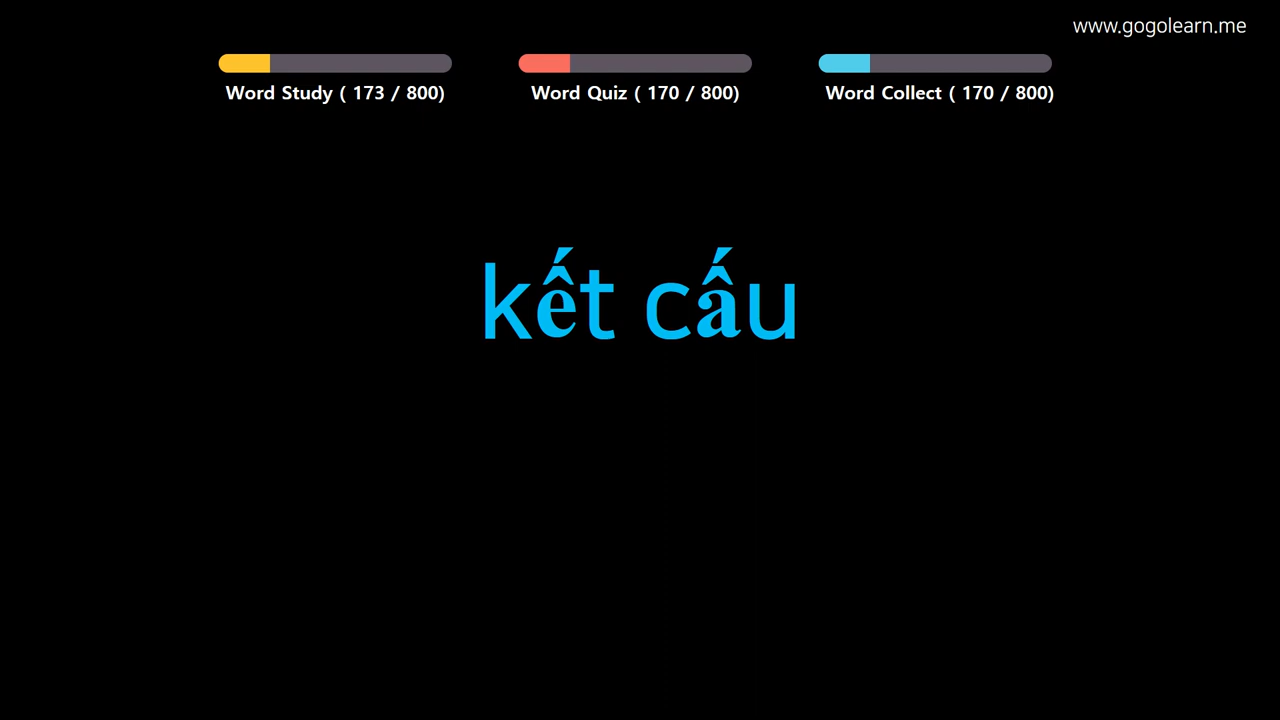 www.gogolearn.me
Word Study ( 173 / 800)
Word Quiz ( 170 / 800)
Word Collect ( 170 / 800)
kết cấu